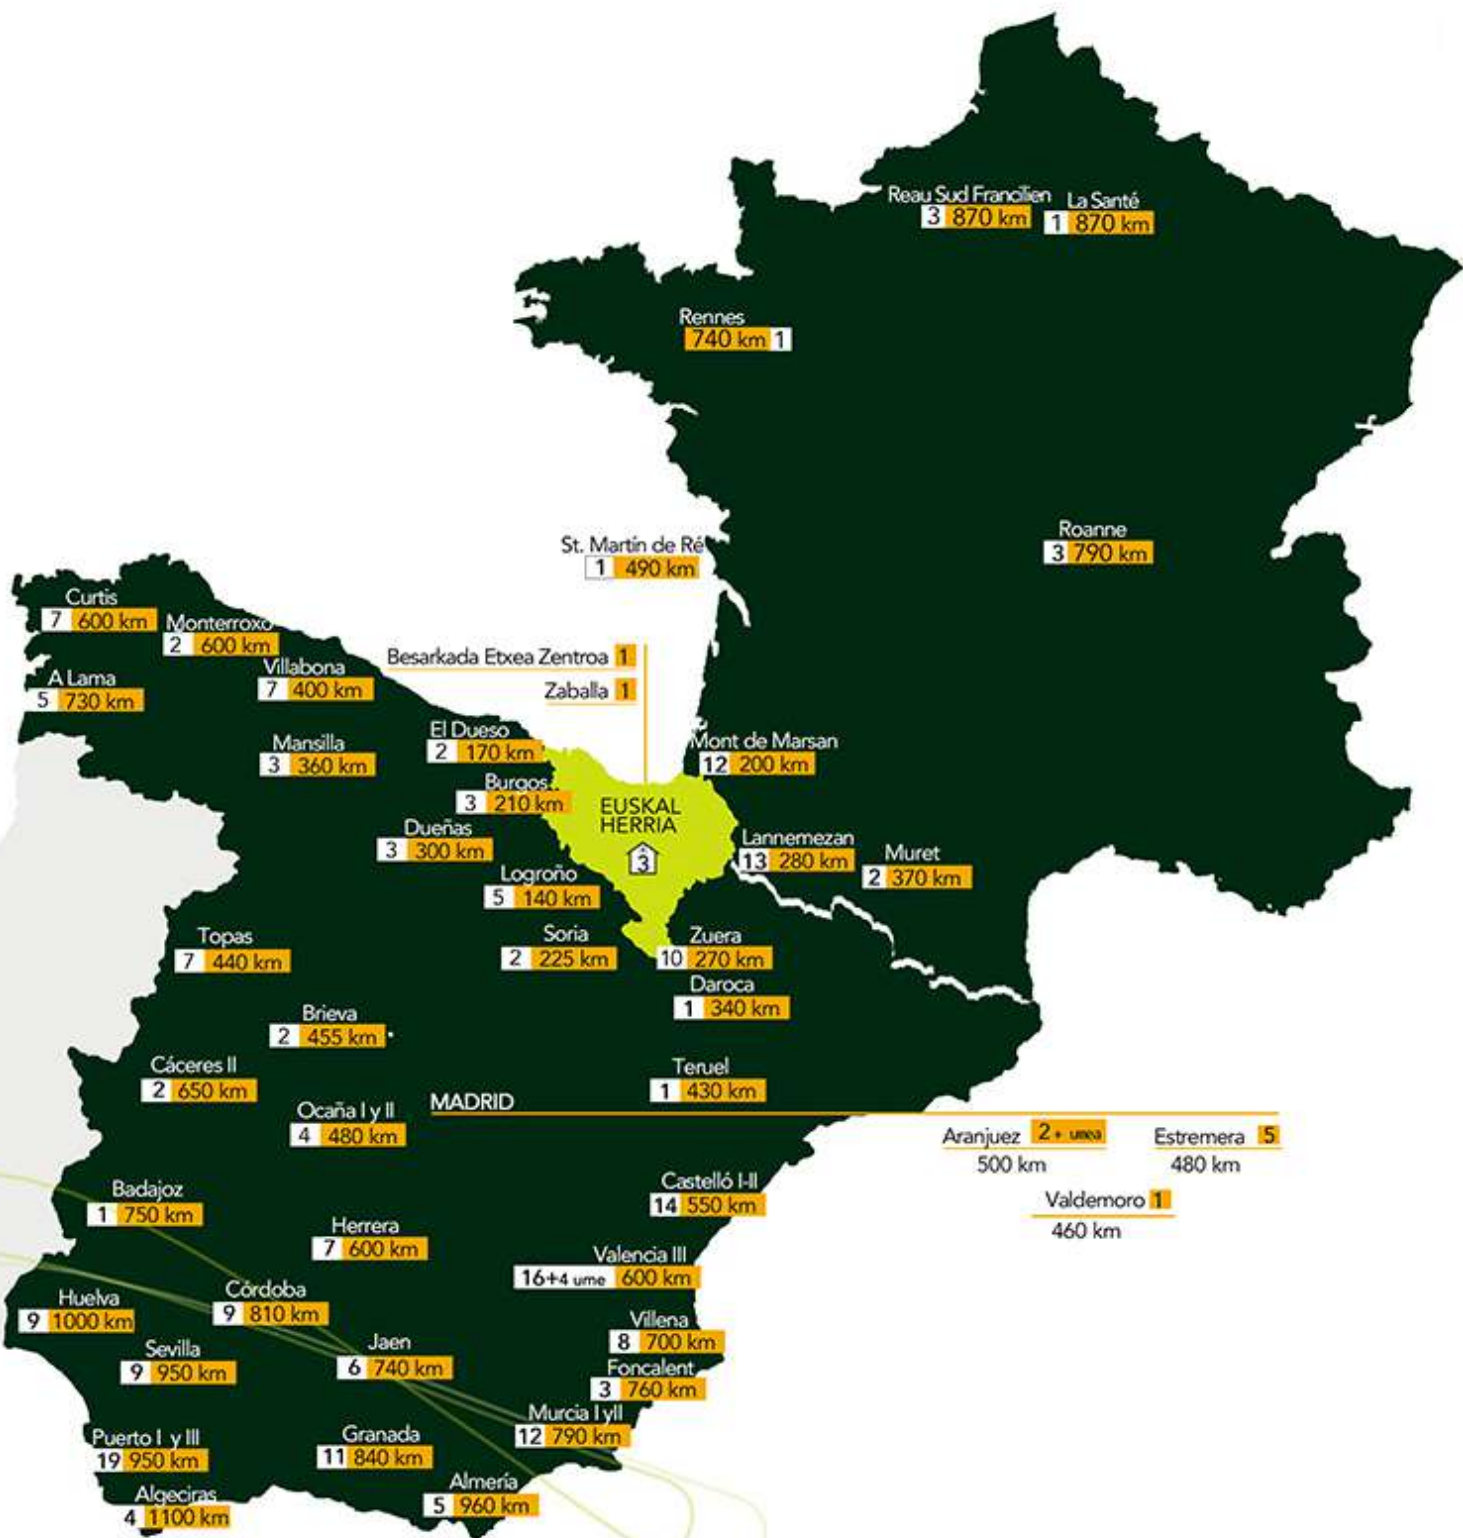 Reau Sud Francilien
3 870 km
La Santé
1 870 km
Rennes
740 km 1
Roanne
3 790 km
St. Martín de Ré
1 490 km
Curtis
7 600 km
Monterroxo
2 600 km
Besarkada Etxea Zentroa 1
Villabona
7 400 km
A Lama
5 730 km
Zaballa 1
El Dueso
2 170 km
Mont de Marsan
12 200 km
Mansilla
3 360 km
Burgos
3 210 km
EUSKAL
HERRIA
3
Dueñas
3 300 km
Lannemezan
13 280 km
Muret
2 370 km
Logroño
5 140 km
Topas
7 440 km
Soria
2 225 km
Zuera
10 270 km
Daroca
1 340 km
Brieva
2 455 km
Cáceres II
2 650 km
Teruel
1 430 km
MADRID
Ocaña I y II
4 480 km
Aranjuez 2+ umea
500 km
Estremera 5
480 km
Valdemoro 1
460 km
Badajoz
1 750 km
Castelló I-II
14 550 km
Herrera
7 600 km
Valencia III
16+4 ume 600 km
Huelva
9 1000 km
Córdoba
9 810 km
Villena
8 700 km
Sevilla
9 950 km
Jaen
6 740 km
Foncalent
3 760 km
Murcia I yII
12 790 km
Puerto I y III
19 950 km
Granada
11 840 km
Almería
5 960 km
Algeciras
4 1100 km